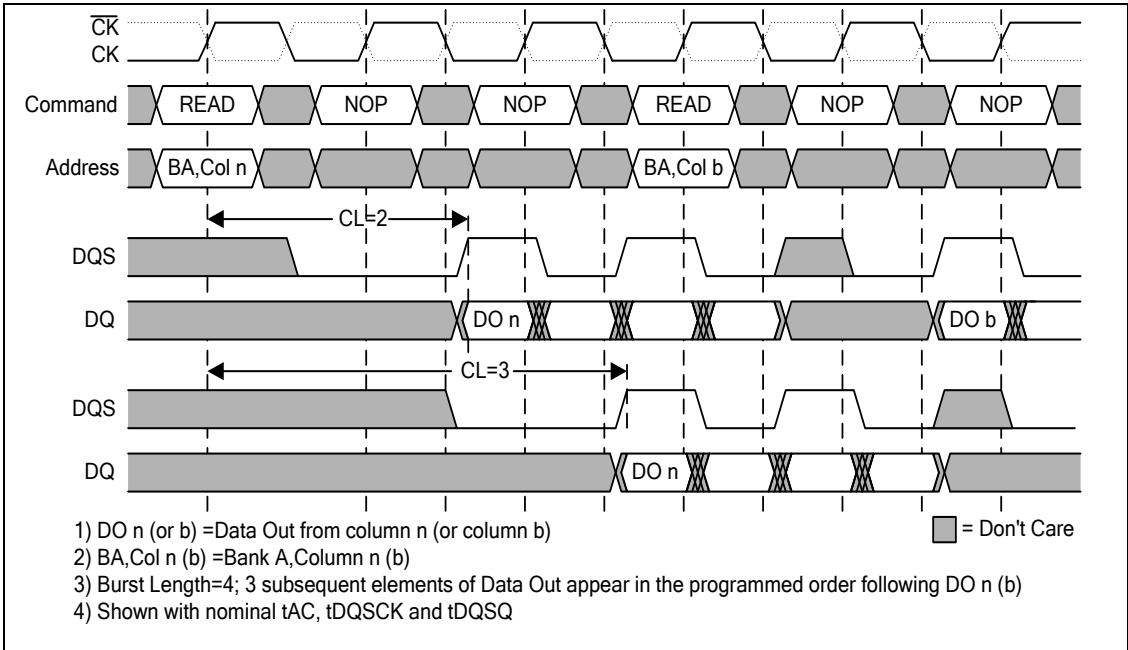 CK
CK
Command READ NOP NOP READ NOP NOP
Address BA,Col n BA,Col b
CL=2
DQS
DQ DO n DO b
CL=3
DQS
DQ DO n
1) DO n (or b) =Data Out from column n (or column b)
= Don't Care
2) BA,Col n (b) =Bank A,Column n (b)
3) Burst Length=4; 3 subsequent elements of Data Out appear in the programmed order following DO n (b)
4) Shown with nominal tAC, tDQSCK and tDQSQ